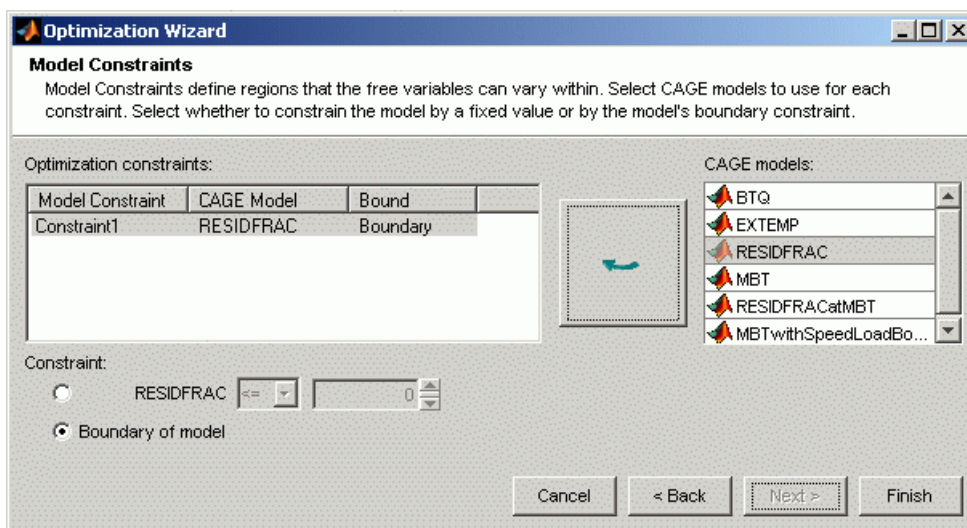 Optimization Wizard
Model Constraints
Model Constraints define regions that the free variables can vary within. Select CAGE models to use for each
constraint. Select whether to constrain the model by a fixed value or by the model's boundary constraint.
Optimization constraints:
CAGE models:
Model Constraint CAGE Model Bound
Constraint1 RESIDFRAC Boundary
BTQ
EXTEMP
RESIDFRAC
MBT
RESIDFRACatMBT
MBTwithSpeedLoadBo...
Constraint:
RESIDFRAC <= 0
Boundary of model
Cancel < Back Next > Finish